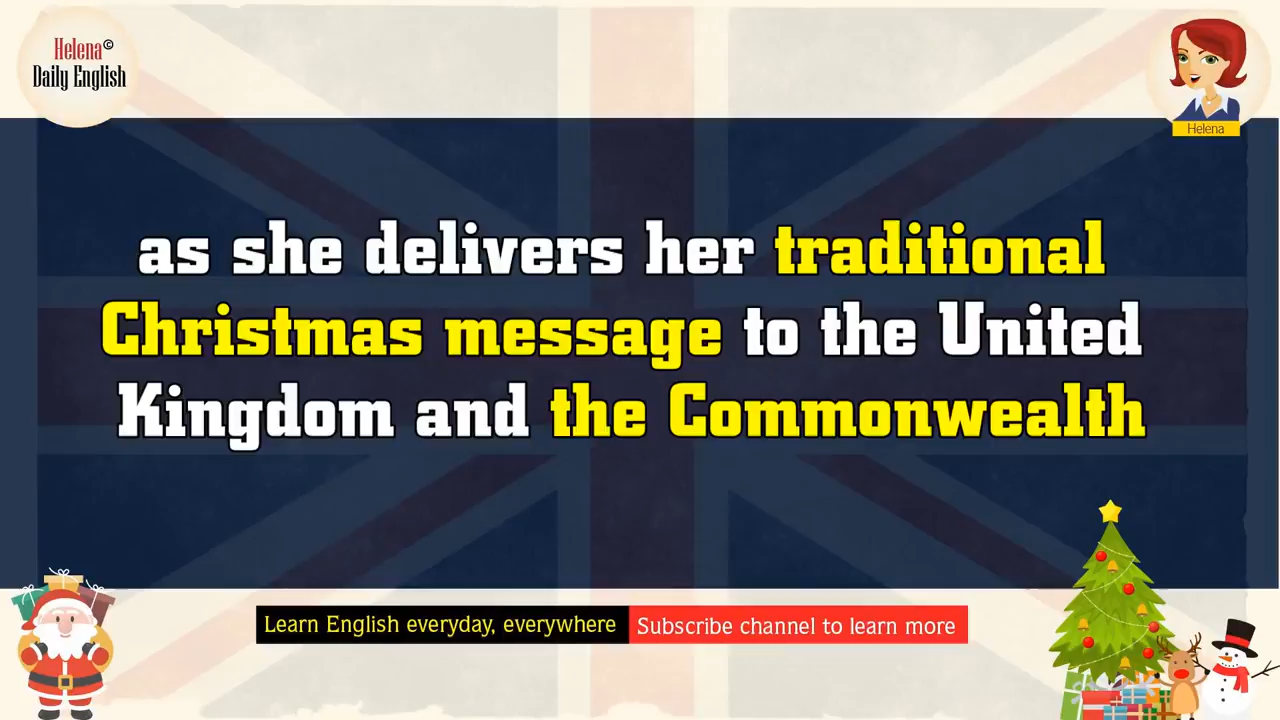 Helena©
Daily English
Helena
as she delivers her traditional
Christmas message to the United
Kingdom and the Commonwealth
Learn English everyday, everywhere
Subscribe channel to learn more